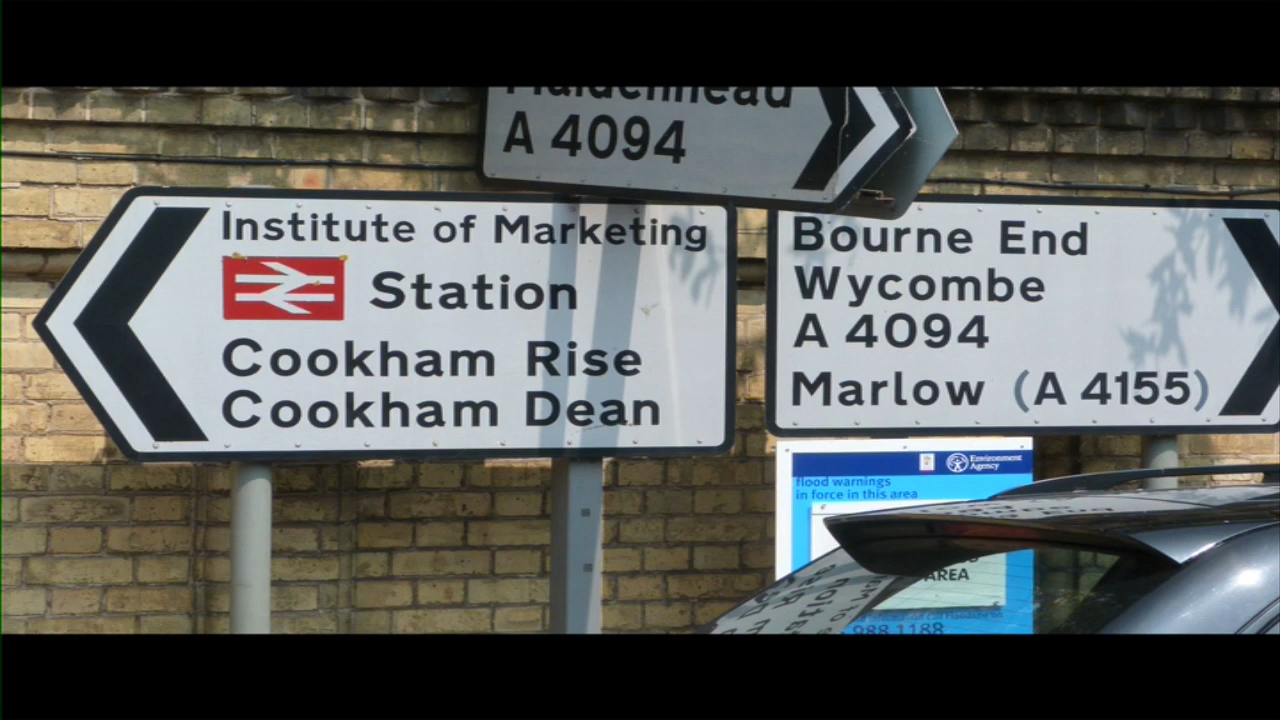 Maidenhead
A 4094
Institute of Marketing
Station
Cookham Rise
Cookham Dean
Bourne End
Wycombe
A 4094
Marlow (A 4155)
Environment
Agency
flood warnings
in force in this area
AREA
988 1188